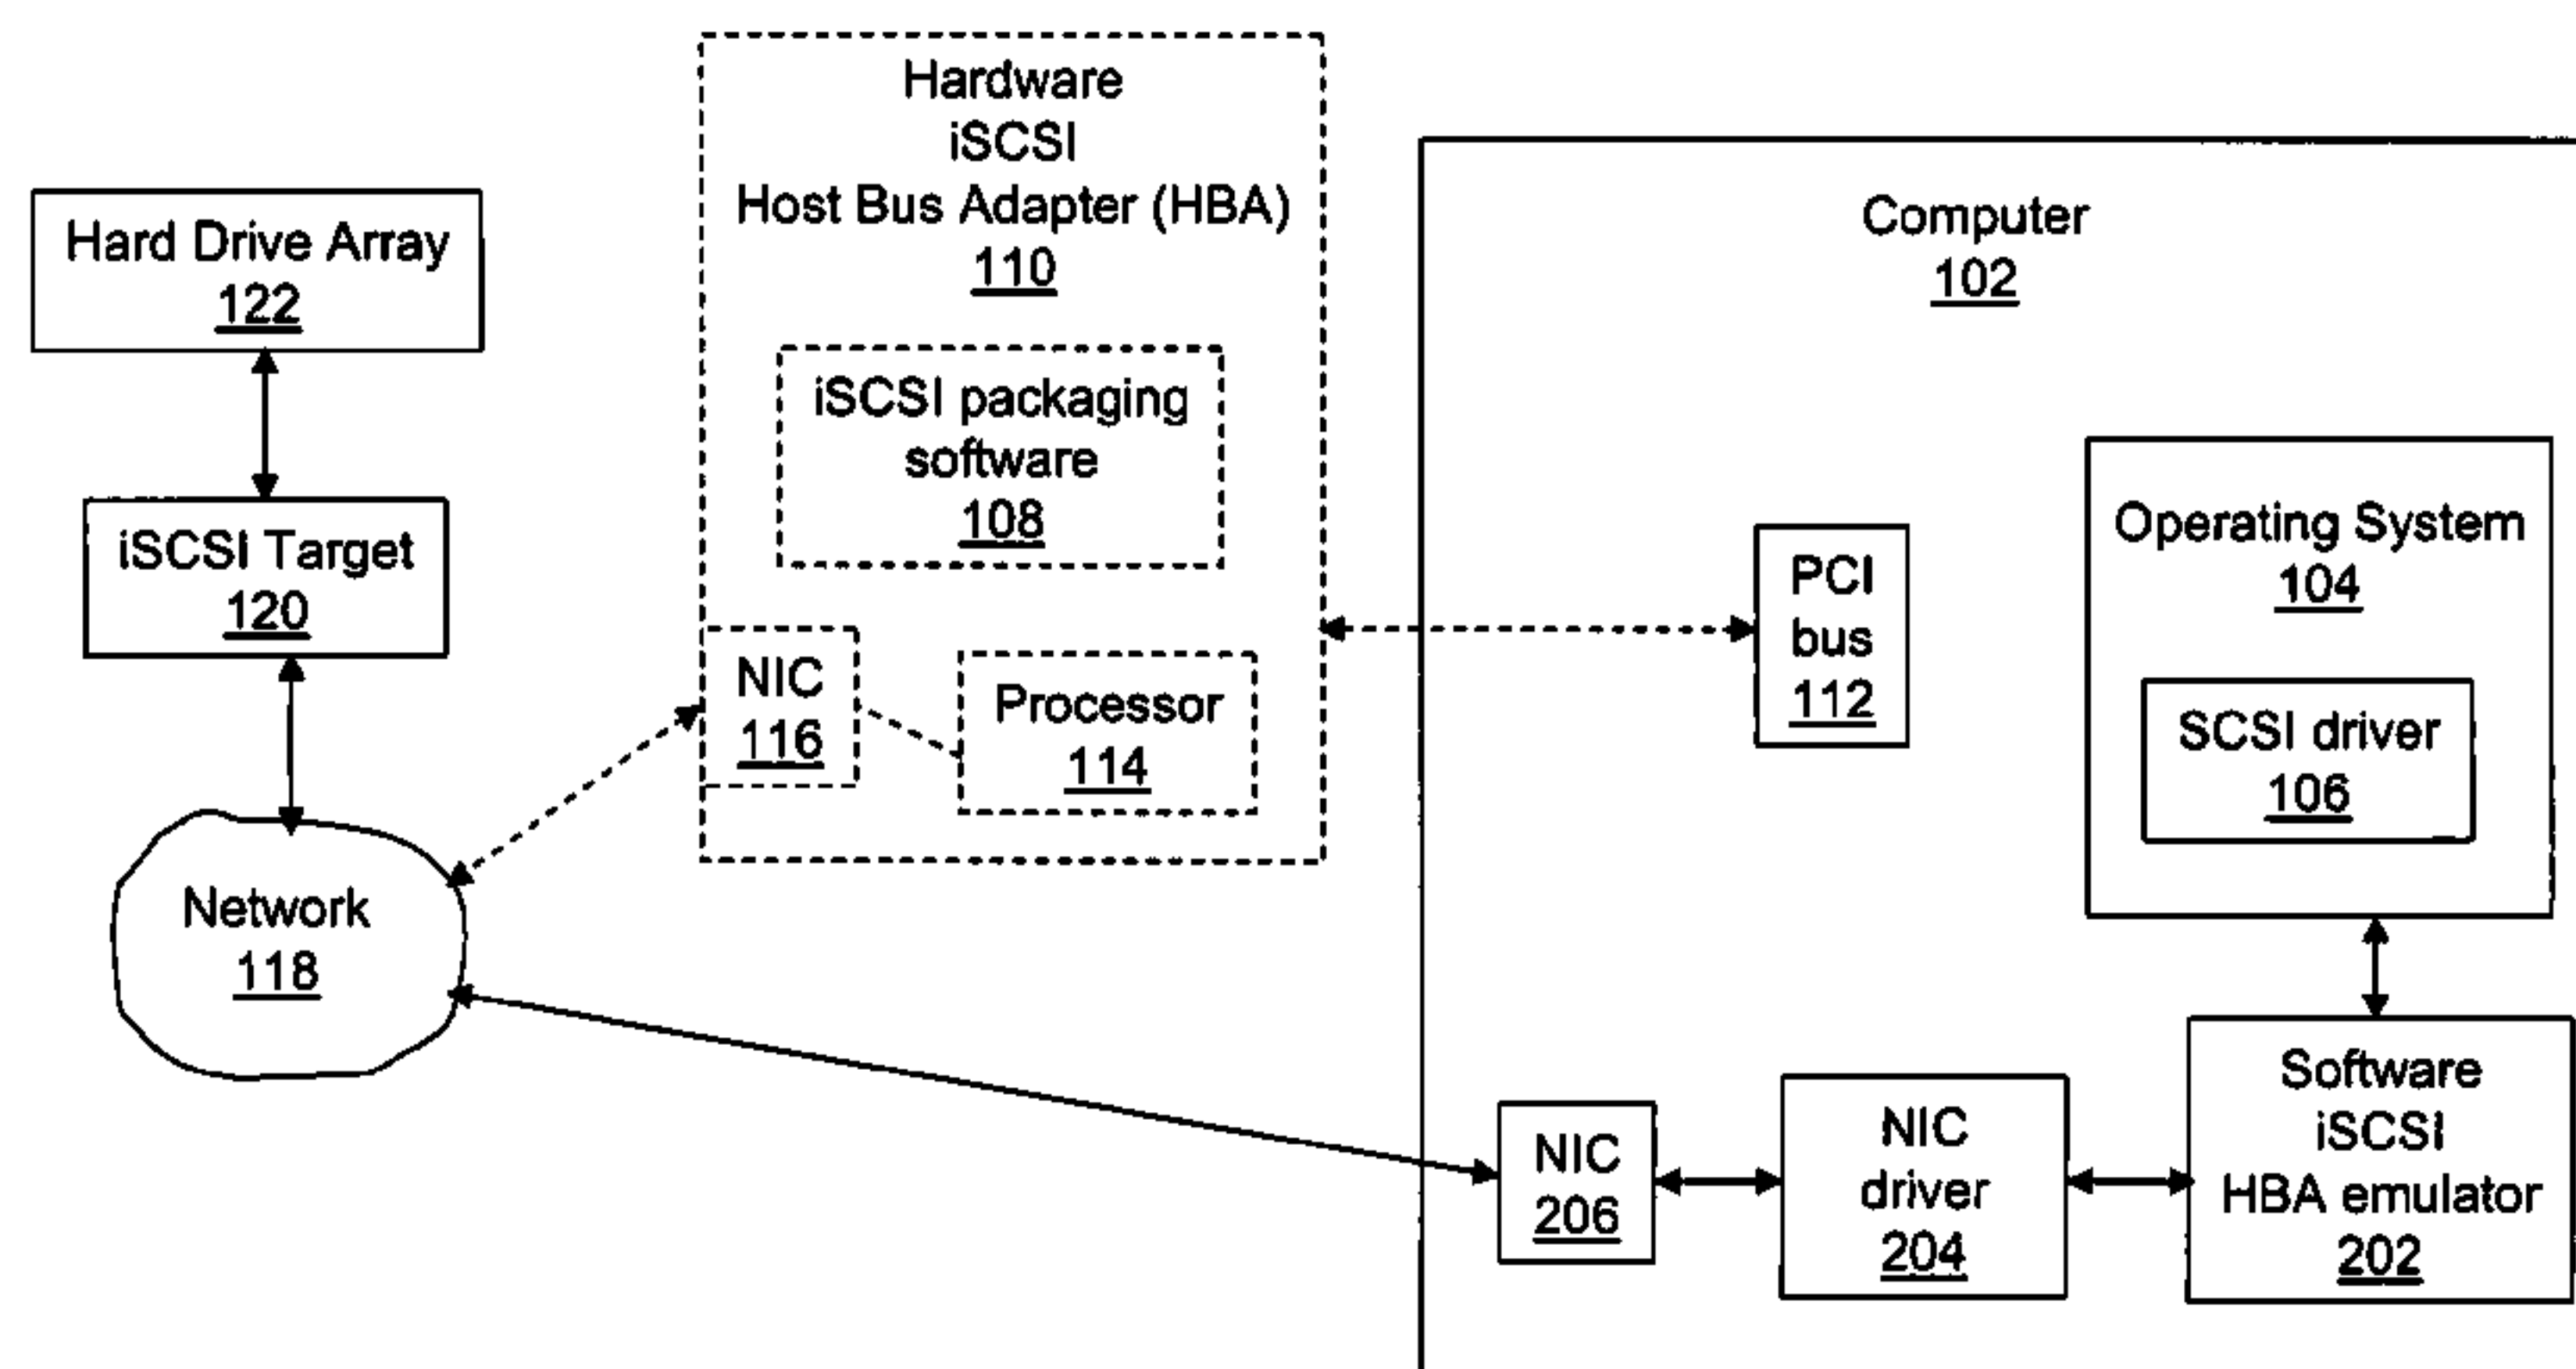 Hardware
iSCSI
Host Bus Adapter (HBA)
110
iSCSI packaging
software
108
NIC
116
Processor
114
Hard Drive Array
122
iSCSI Target
120
Network
118
Computer
102
PCI
bus
112
Operating System
104
SCSI driver
106
NIC
206
NIC
driver
204
Software
iSCSI
HBA emulator
202